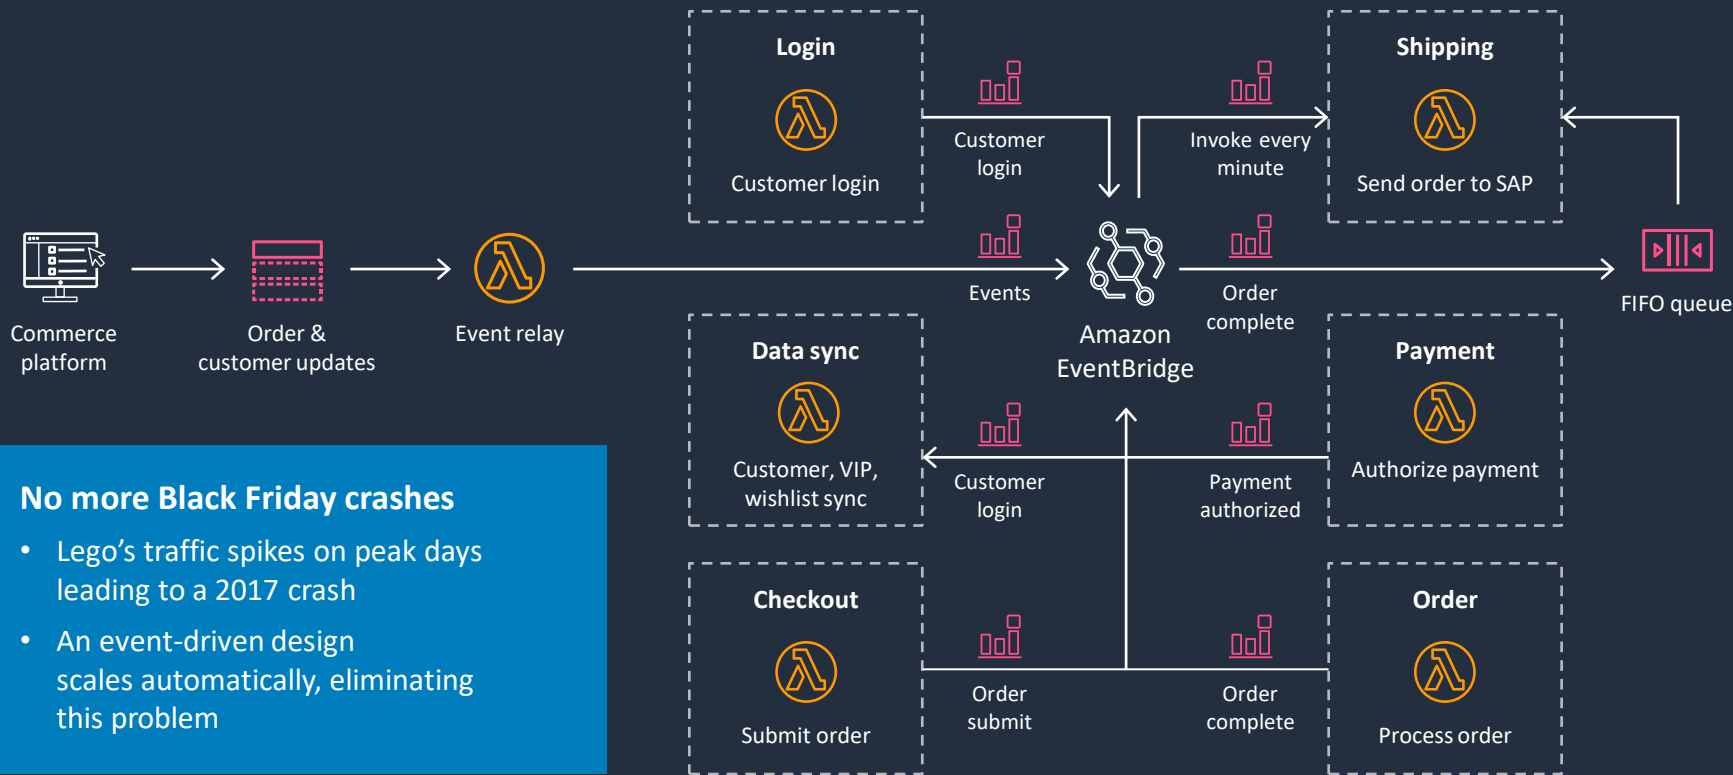 Login
Customer login
Customer
login
Invoke every
minute
Shipping
Send order to SAP
Commerce
platform
Order &
customer updates
Event relay
Events
Amazon
EventBridge
Order
complete
FIFO queue
Data sync
Customer, VIP,
wishlist sync
Customer
login
Payment
authorized
Payment
Authorize payment
No more Black Friday crashes
• Lego’s traffic spikes on peak days
leading to a 2017 crash
• An event-driven design
scales automatically, eliminating
this problem
Checkout
Submit order
Order
submit
Order
complete
Order
Process order